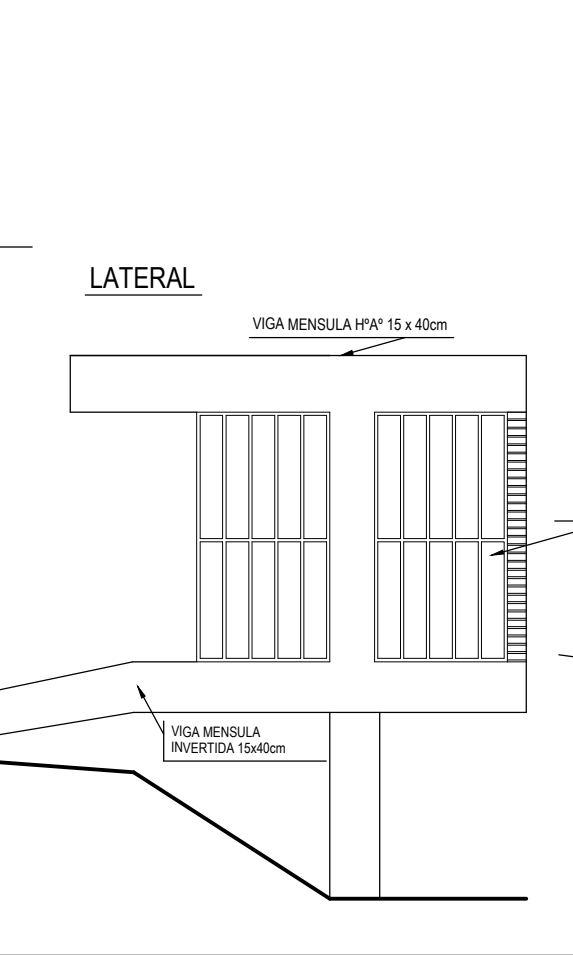 LATERAL
VIGA MENSULA HºAº 15 x 40cm
VIGA MENSULA
INVERTIDA 15x40cm